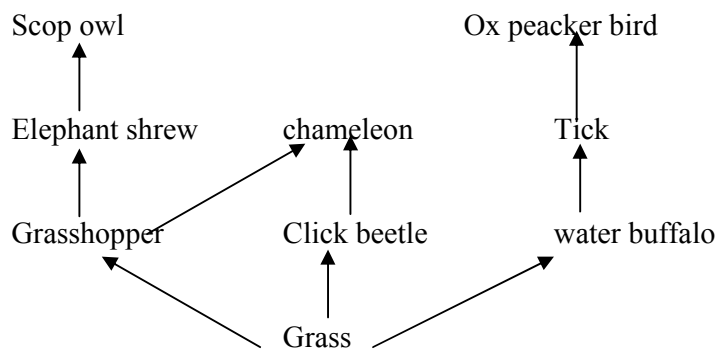 Scop owl Ox peacker bird
Elephant shrew chameleon Tick
Grasshopper Click beetle water buffalo
Grass